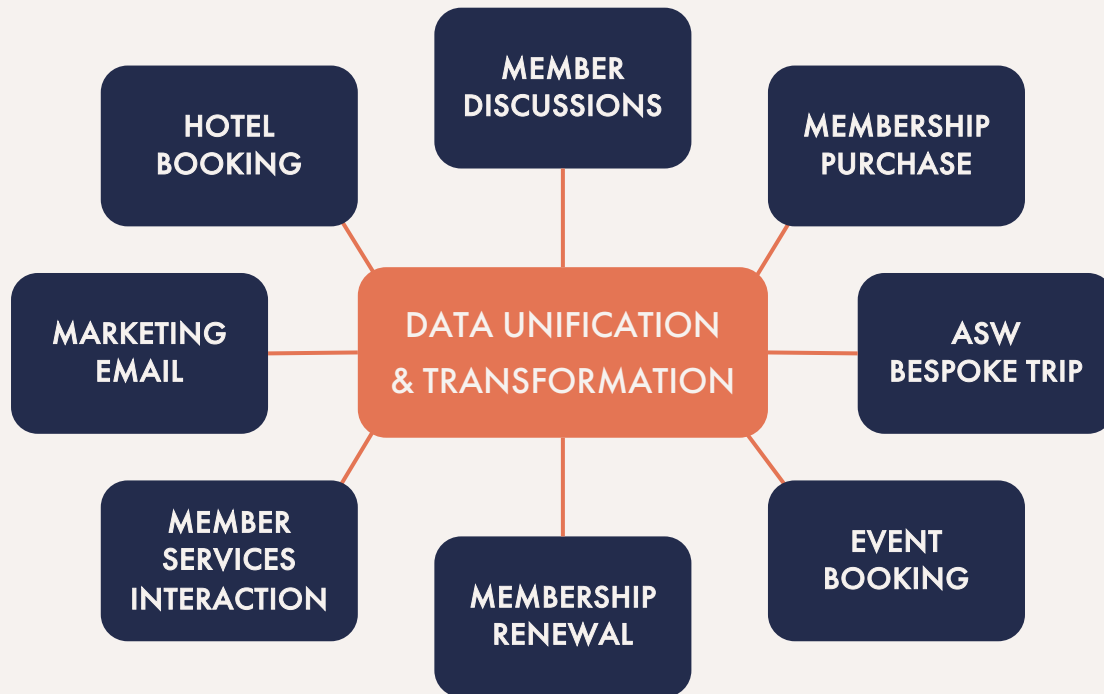 MEMBER
DISCUSSIONS
HOTEL
BOOKING
MEMBERSHIP
PURCHASE
MARKETING
EMAIL
DATA UNIFICATION
& TRANSFORMATION
ASW
BESPOKE TRIP
MEMBER
SERVICES
INTERACTION
MEMBERSHIP
RENEWAL
EVENT
BOOKING